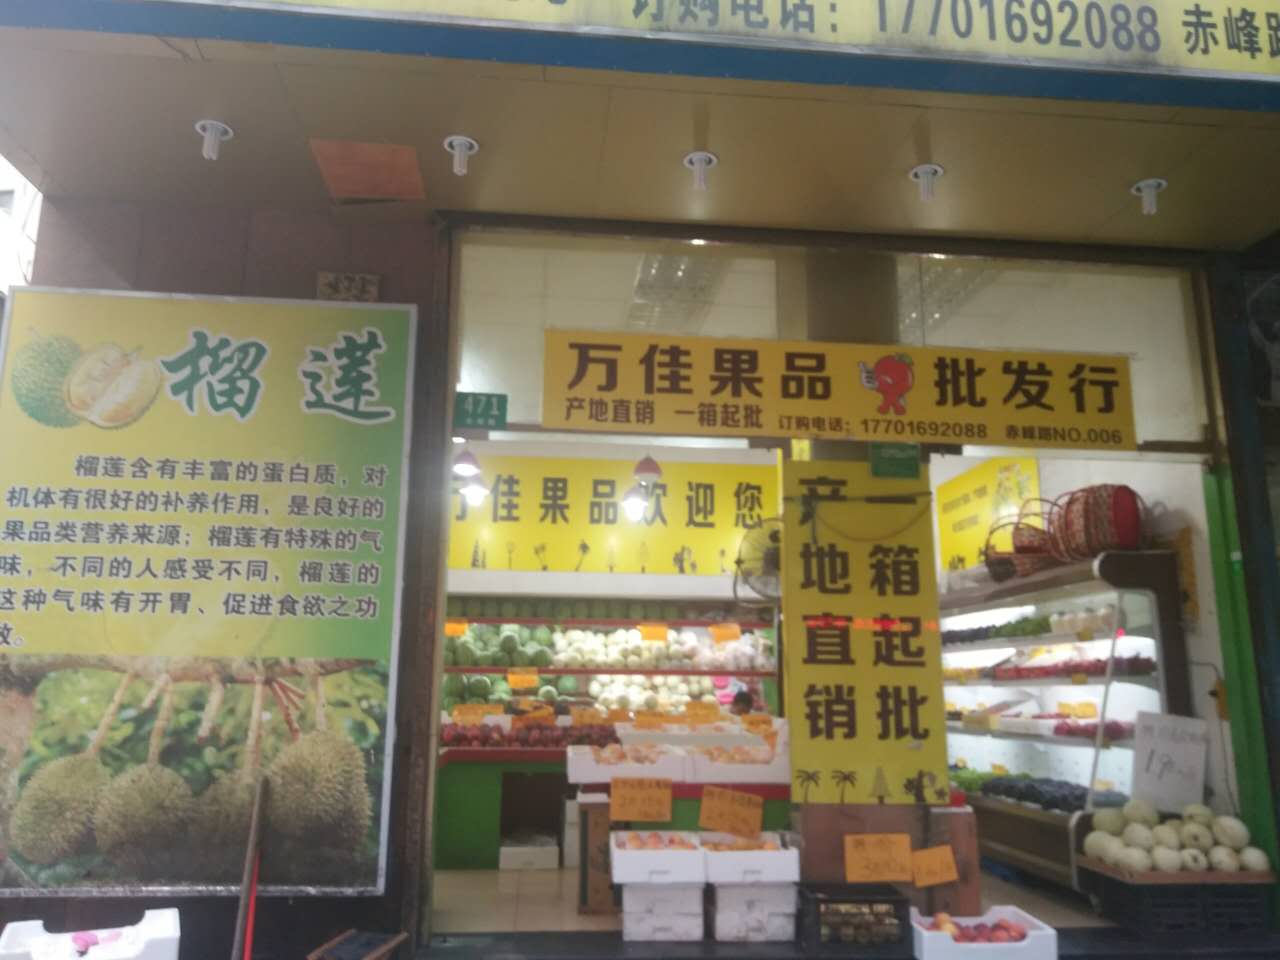 订购电话：17701692088 赤峰路
榴莲
榴莲含有丰富的蛋白质，对
机体有很好的补养作用，是良好的
果品类营养来源；榴莲有特殊的气
味，不同的人感受不同，榴莲的
这种气味有开胃、促进食欲之功
效。
471
万佳果品 批发行
产地直销 一箱起批 订购电话：17701692088 赤峰路NO.006
万佳果品欢迎您
产地直销
一箱起批